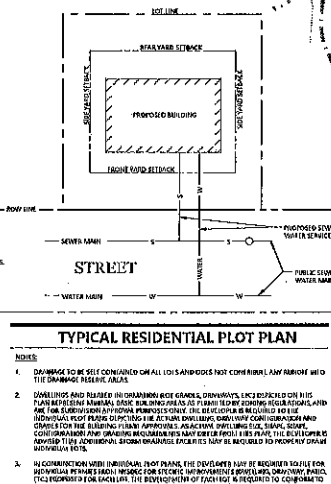 LOT LINE
REAR YARD SETBACK
SIDE YARD SETBACK
PROPOSED BUILDING
SIDE YARD SETBACK
FRONT YARD SETBACK
S W
ROW LINE
PROPOSED SEW
WATER SERVICE
SEWER MAIN S S
STREET
WATER
PUBLIC SEW
WATER MAI
WATER MAIN W W
TYPICAL RESIDENTIAL PLOT PLAN
NOTES:
1. DRAINAGE TO BE SELF CONTAINED ON ALL LOTS AND DOES NOT CONTRIBUTE ANY RUNOFF INTO
THE DRAINAGE RESERVE AREAS.
2. DWELLINGS AND RELATED INFORMATION (LOT GRADES, DRIVEWAYS, ETC.) DEPICTED ON THIS
PLAN REPRESENT MINIMAL BASIC BUILDING AREAS AS PERMITTED BY ZONING REGULATIONS, AND
ARE FOR SUBDIVISION APPROVAL PURPOSES ONLY. THE DEVELOPER IS REQUIRED TO FILE
INDIVIDUAL PLOT PLANS DEPICTING THE ACTUAL DWELLING, DRIVEWAY CONFIGURATION AND
GRADES FOR THE BUILDING PERMIT APPROVALS. AS ACTUAL DWELLING SIZE, SHAPE,
CONFIGURATION AND GRADING REQUIREMENTS MAY DIFFER FROM THIS PLAN, THE DEVELOPER IS
ADVISED THAT ADDITIONAL STORM DRAINAGE FACILITIES MAY BE REQUIRED TO PROPERLY DRAIN
INDIVIDUAL LOTS.
3. IN CONJUNCTION WITH INDIVIDUAL PLOT PLANS, THE DEVELOPER MAY BE REQUIRED TO FILE FOR
INDIVIDUAL PERMITS FROM NYSDEC FOR SPECIFIC IMPROVEMENTS (DWELLING, DRIVEWAY, PATIO,
ETC.) PROPOSED FOR EACH LOT. THE DEVELOPMENT OF EACH LOT IS REQUIRED TO CONFORM TO